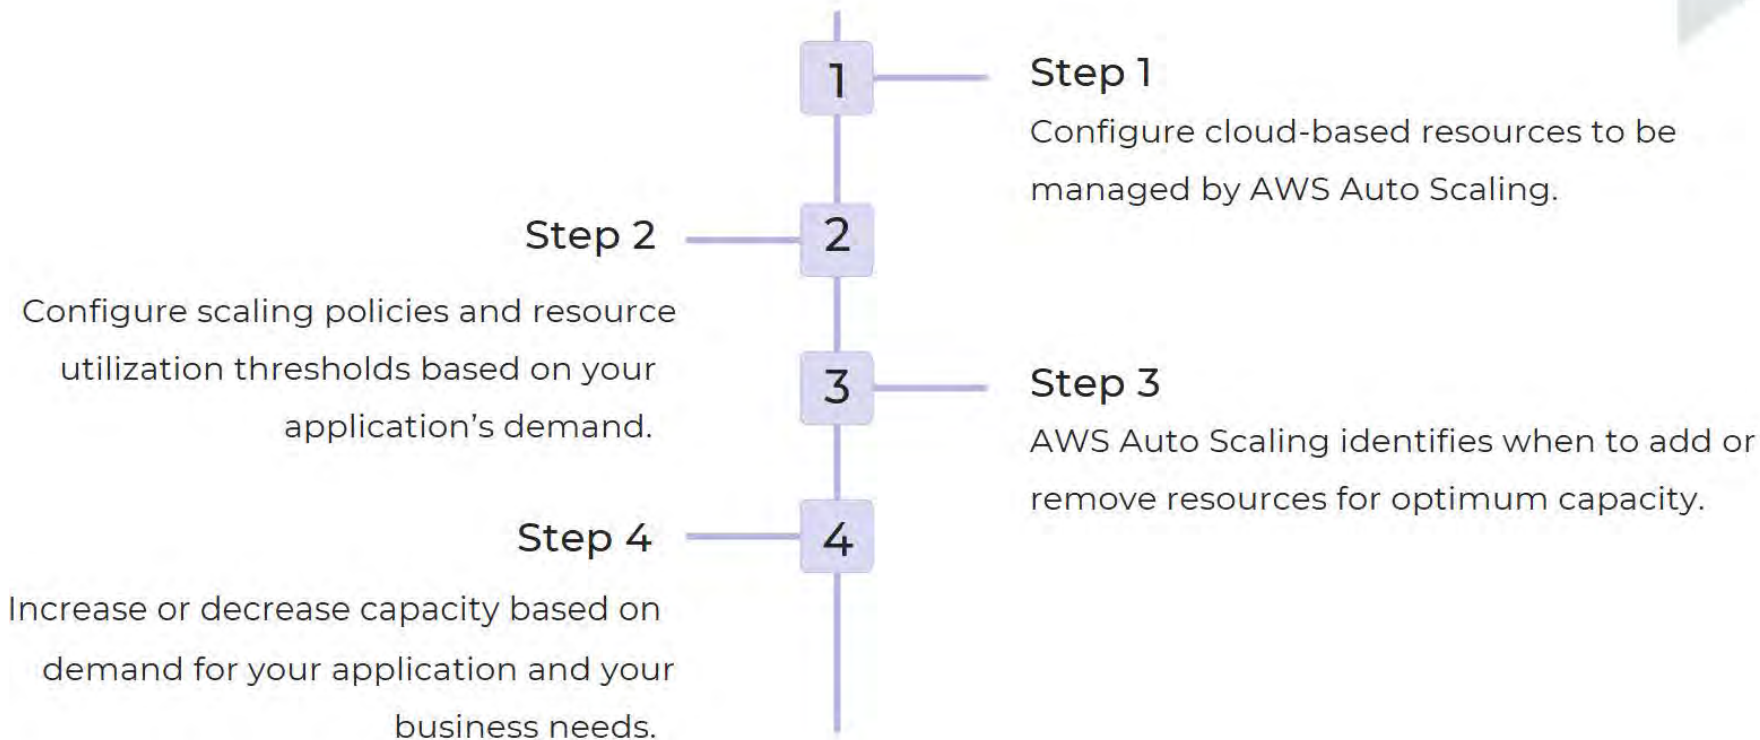 1
Step 1
Configure cloud-based resources to be
managed by AWS Auto Scaling.
Step 2
2
Configure scaling policies and resource
utilization thresholds based on your
application’s demand.
3
Step 3
AWS Auto Scaling identifies when to add or
remove resources for optimum capacity.
Step 4
4
Increase or decrease capacity based on
demand for your application and your
business needs.